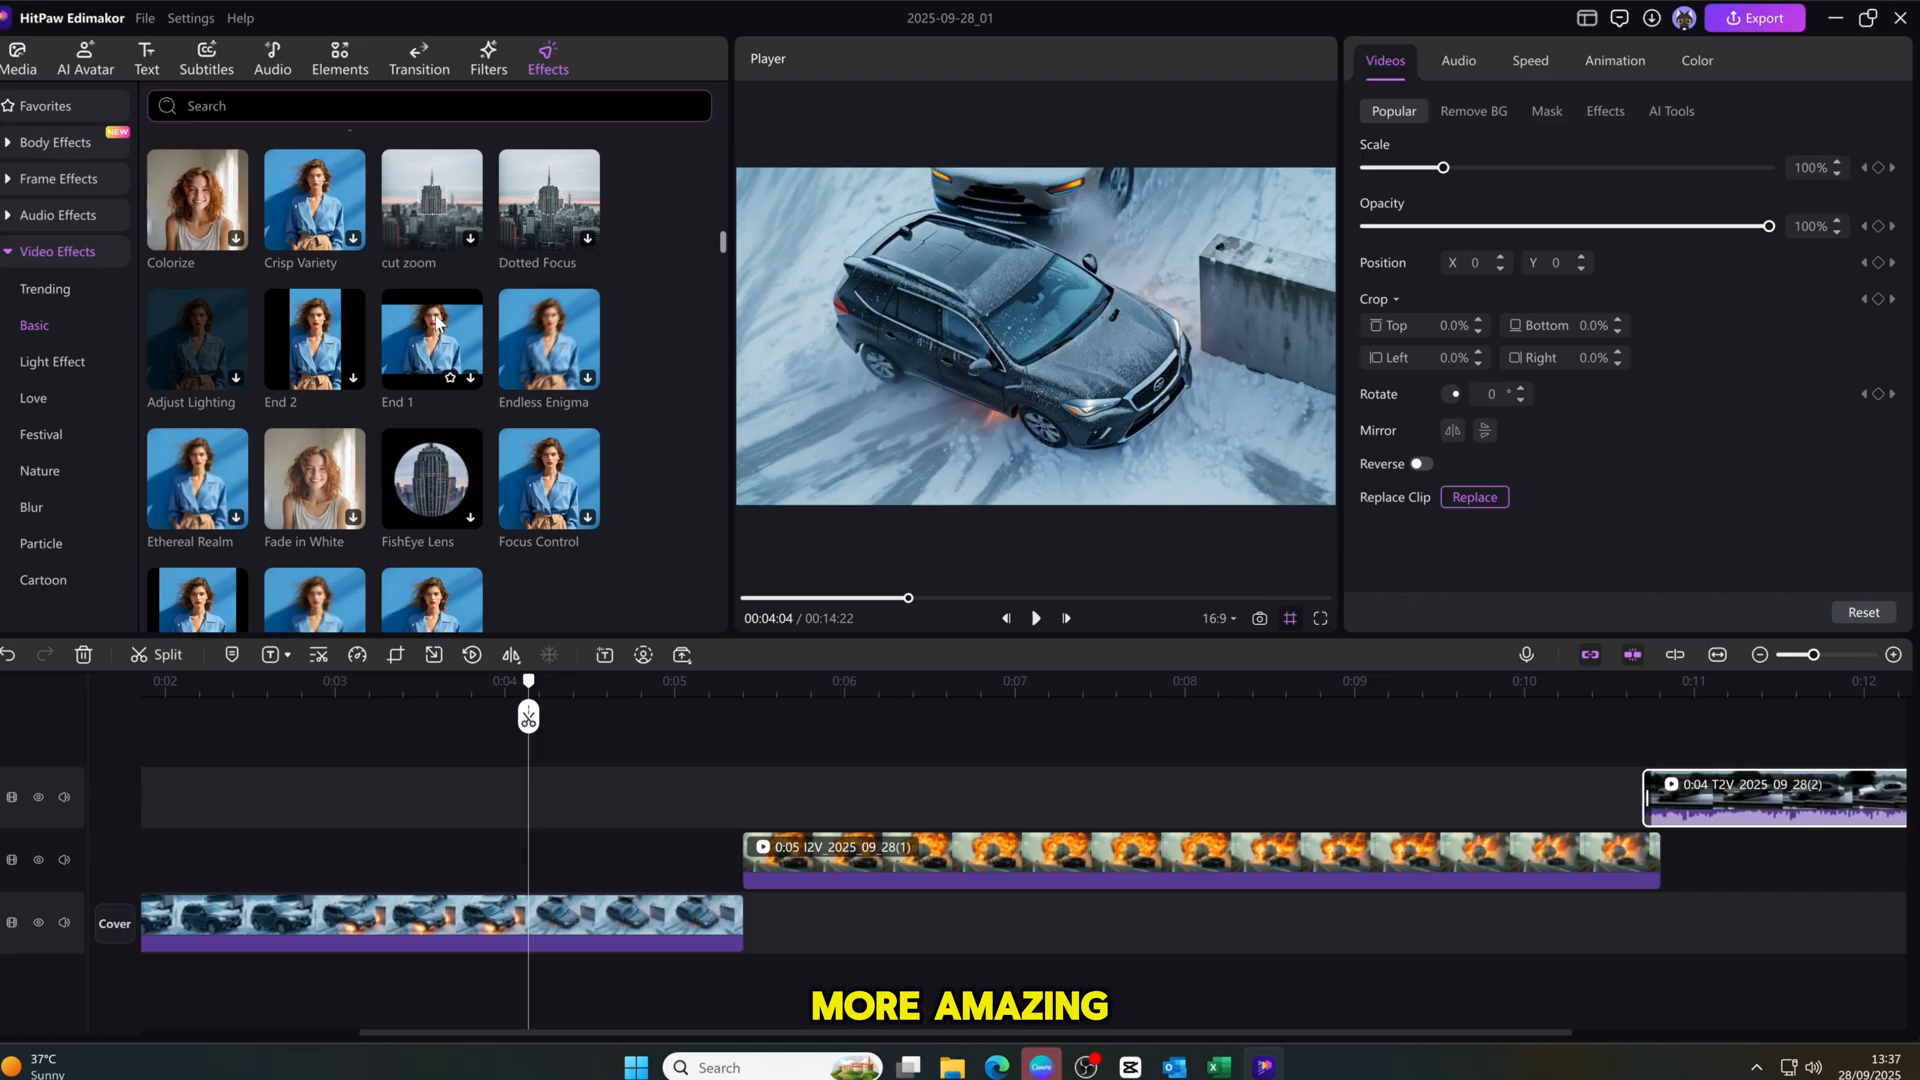 HitPaw Edimakor File Settings Help
2025-09-28_01
Export
Media AI Avatar Text Subtitles Audio Elements Transition Filters Effects
Favorites
Body Effects NEW
Frame Effects
Audio Effects
Video Effects
Trending
Basic
Light Effect
Love
Festival
Nature
Blur
Particle
Cartoon
Search
Colorize Crisp Variety cut zoom Dotted Focus
Adjust Lighting End 2 End 1 Endless Enigma
Ethereal Realm Fade in White FishEye Lens Focus Control
Player
00:04:04 / 00:14:22
16:9
Videos Audio Speed Animation Color
Popular Remove BG Mask Effects AI Tools
Scale
100%
Opacity
100%
Position X 0 Y 0
Crop
Top 0.0% Bottom 0.0%
Left 0.0% Right 0.0%
Rotate 0 °
Mirror
Reverse
Replace Clip Replace
Reset
Split
0:02 0:03 0:04 0:05 0:06 0:07 0:08 0:09 0:10 0:11 0:12
0:04 T2V_2025_09_28(2)
0:05 I2V_2025_09_28(1)
Cover
MORE AMAZING
37°C
Sunny
Search
Canva
13:37
28/09/2025